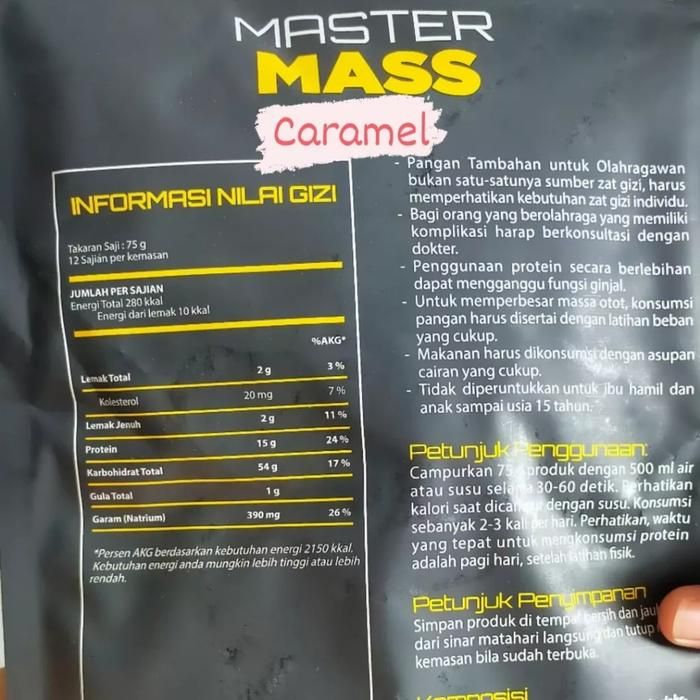 MASTER
MASS
Caramel
INFORMASI NILAI GIZI
Takaran Saji : 75 g
12 Sajian per kemasan
JUMLAH PER SAJIAN
Energi Total 280 kkal
Energi dari lemak 10 kkal
%AKG*
Lemak Total 2 g 3 %
Kolesterol 20 mg 7 %
Lemak Jenuh 2 g 11 %
Protein 15 g 24 %
Karbohidrat Total 54 g 17 %
Gula Total 1 g
Garam (Natrium) 390 mg 26 %
*Persen AKG berdasarkan kebutuhan energi 2150 kkal.
Kebutuhan energi anda mungkin lebih tinggi atau lebih
rendah.
- Pangan Tambahan untuk Olahragawan
bukan satu-satunya sumber zat gizi, harus
memperhatikan kebutuhan zat gizi individu.
- Bagi orang yang berolahraga yang memiliki
komplikasi harap berkonsultasi dengan
dokter.
- Penggunaan protein secara berlebihan
dapat mengganggu fungsi ginjal.
- Untuk memperbesar massa otot, konsumsi
pangan harus disertai dengan latihan beban
yang cukup.
- Makanan harus dikonsumsi dengan asupan
cairan yang cukup.
- Tidak diperuntukkan untuk ibu hamil dan
anak sampai usia 15 tahun.
Petunjuk Penggunaan:
Campurkan 75 g produk dengan 500 ml air
atau susu selama 30-60 detik. Perhatikan
kalori saat dicampur dengan susu. Konsumsi
sebanyak 2-3 kali per hari. Perhatikan, waktu
yang tepat untuk mengkonsumsi protein
adalah pagi hari, setelah latihan fisik.
Petunjuk Penyimpanan
Simpan produk di tempat bersih dan jauh
dari sinar matahari langsung dan tutup
kemasan bila sudah terbuka.
Komposisi